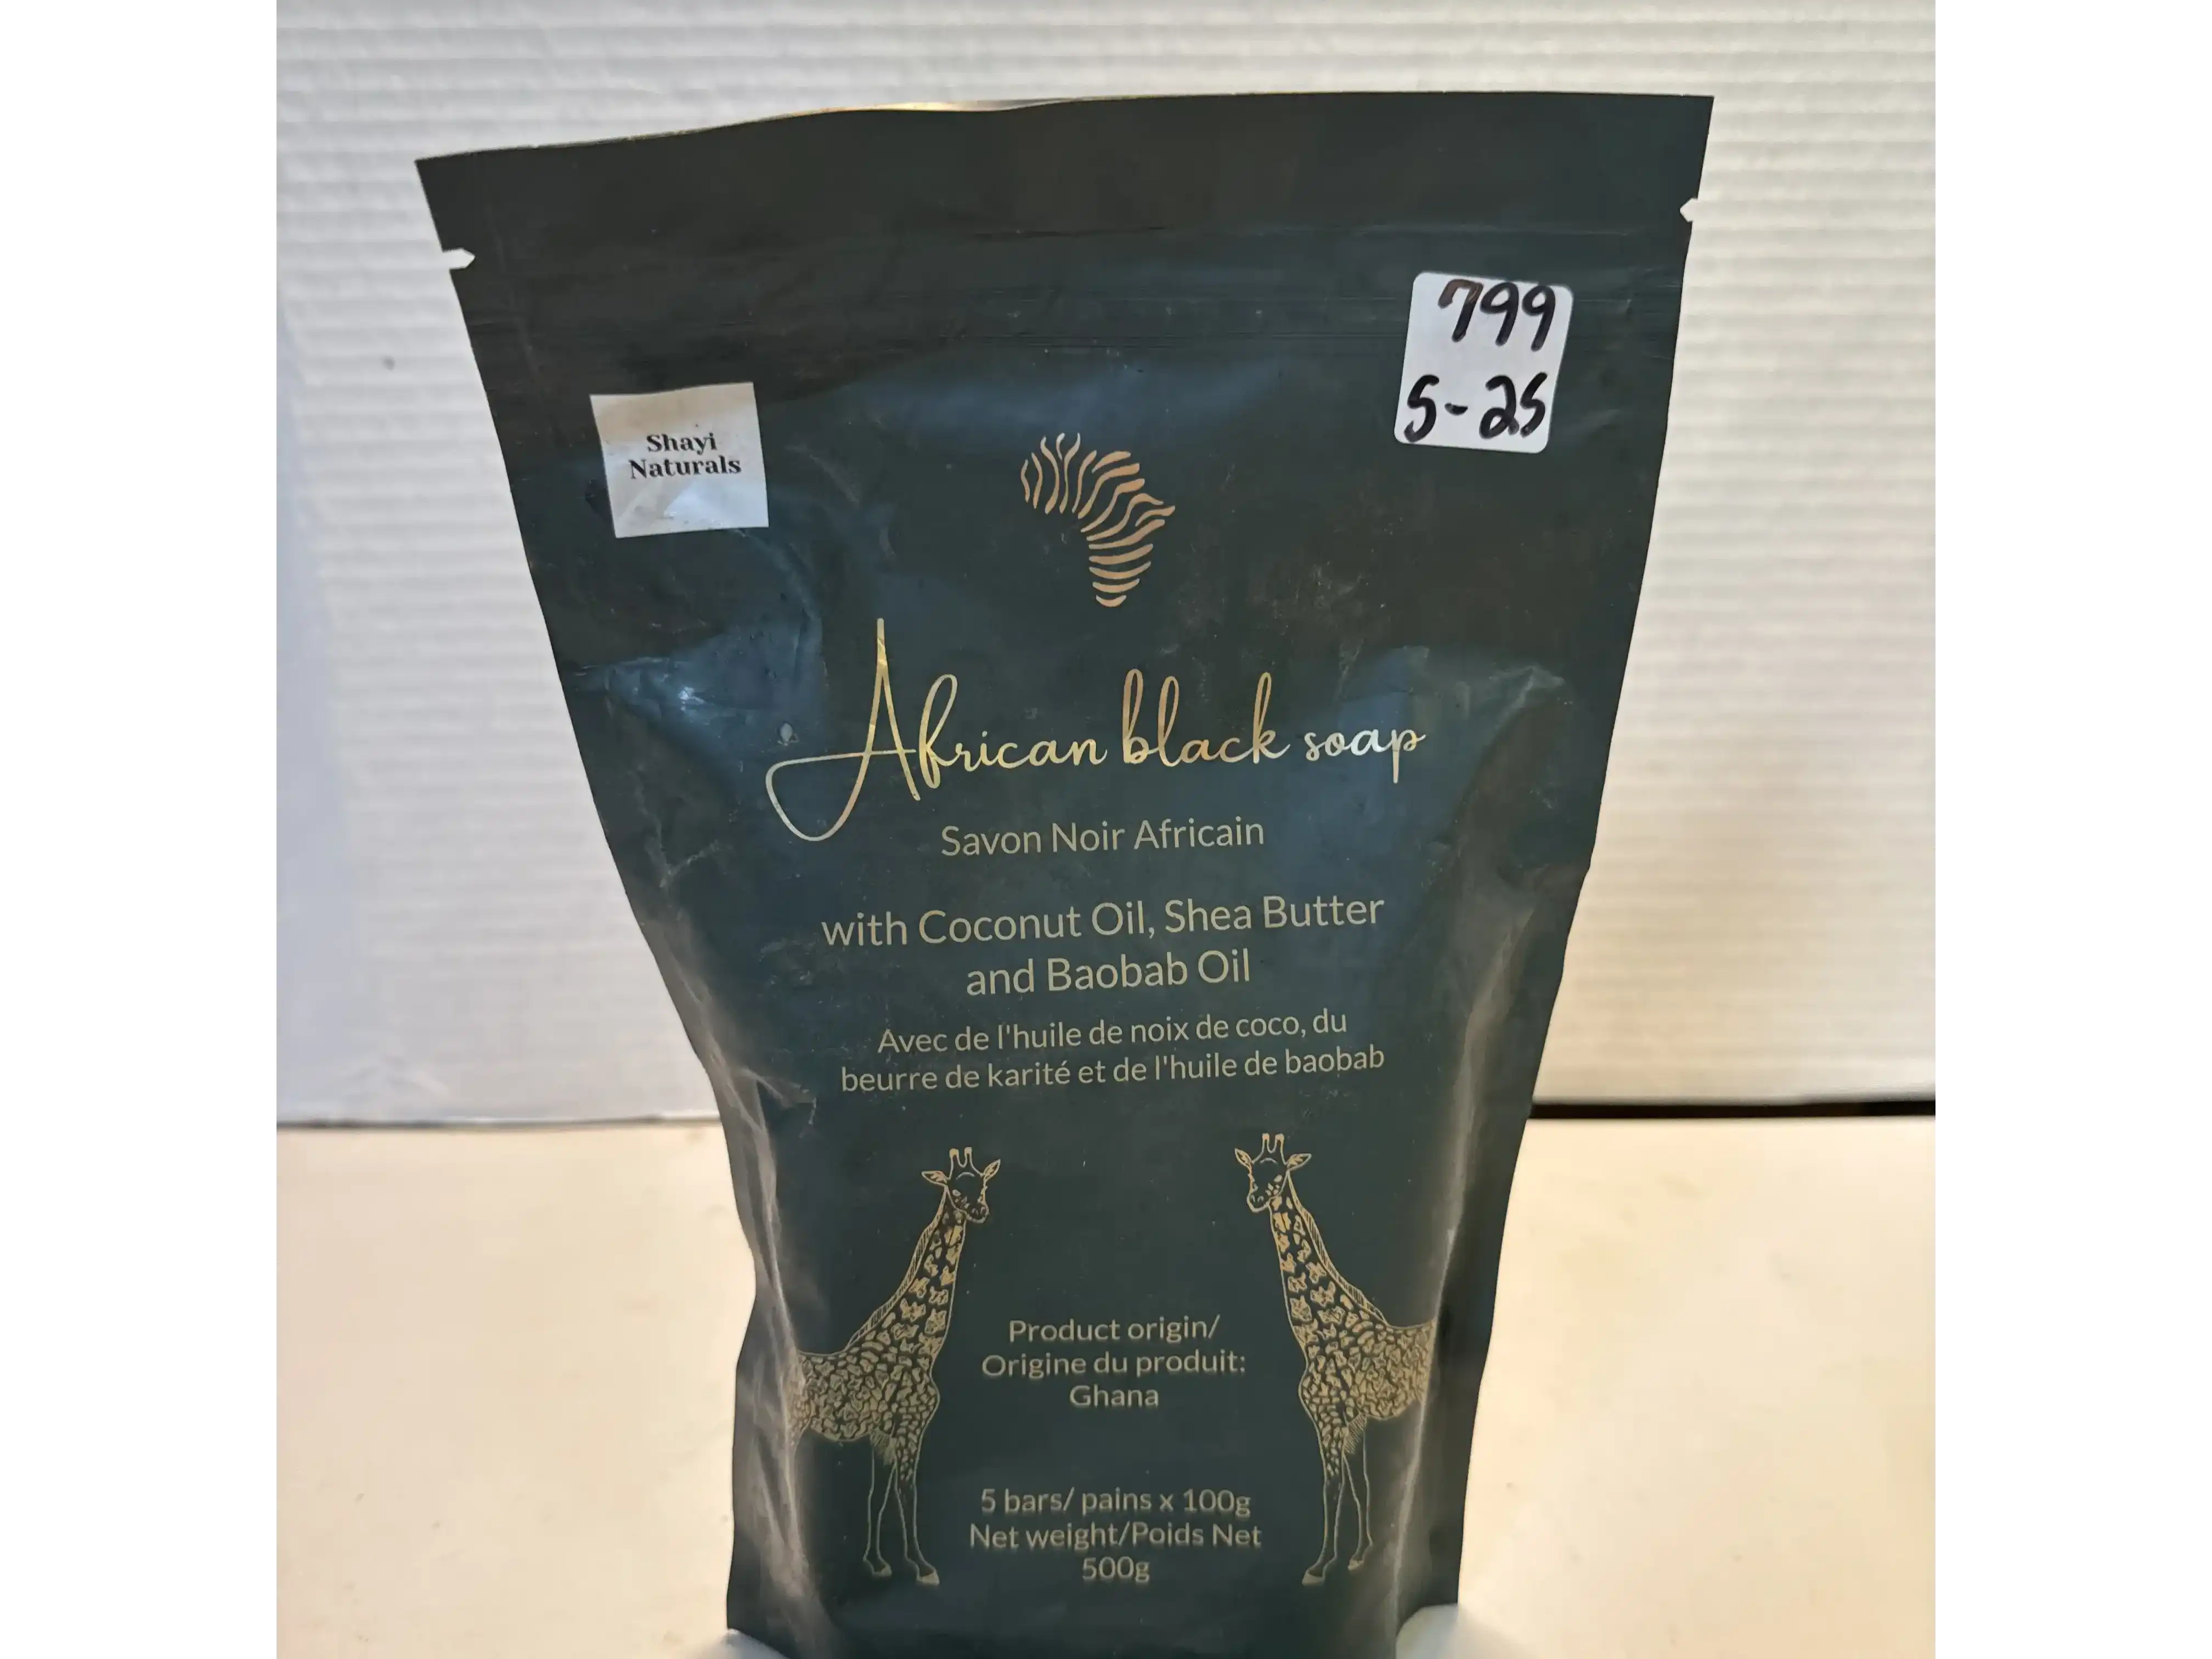 799
5-25
Shayi
Naturals
African black soap
Savon Noir Africain
with Coconut Oil, Shea Butter
and Baobab Oil
Avec de l'huile de noix de coco, du
beurre de karité et de l'huile de baobab
Product origin/
Origine du produit:
Ghana
5 bars/ pains x 100g
Net weight/Poids Net
500g